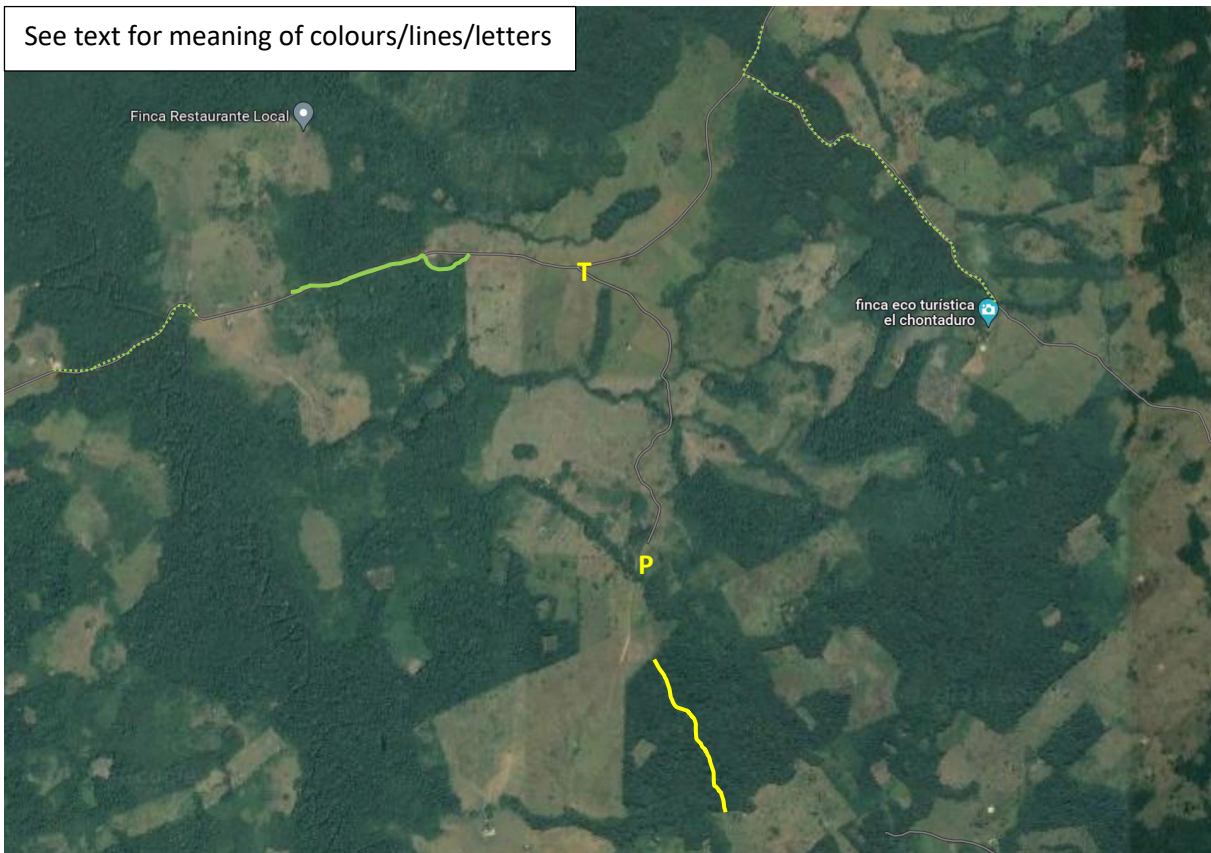 See text for meaning of colours/lines/letters
Finca Restaurante Local
T
finca eco turística
el chontaduro
P